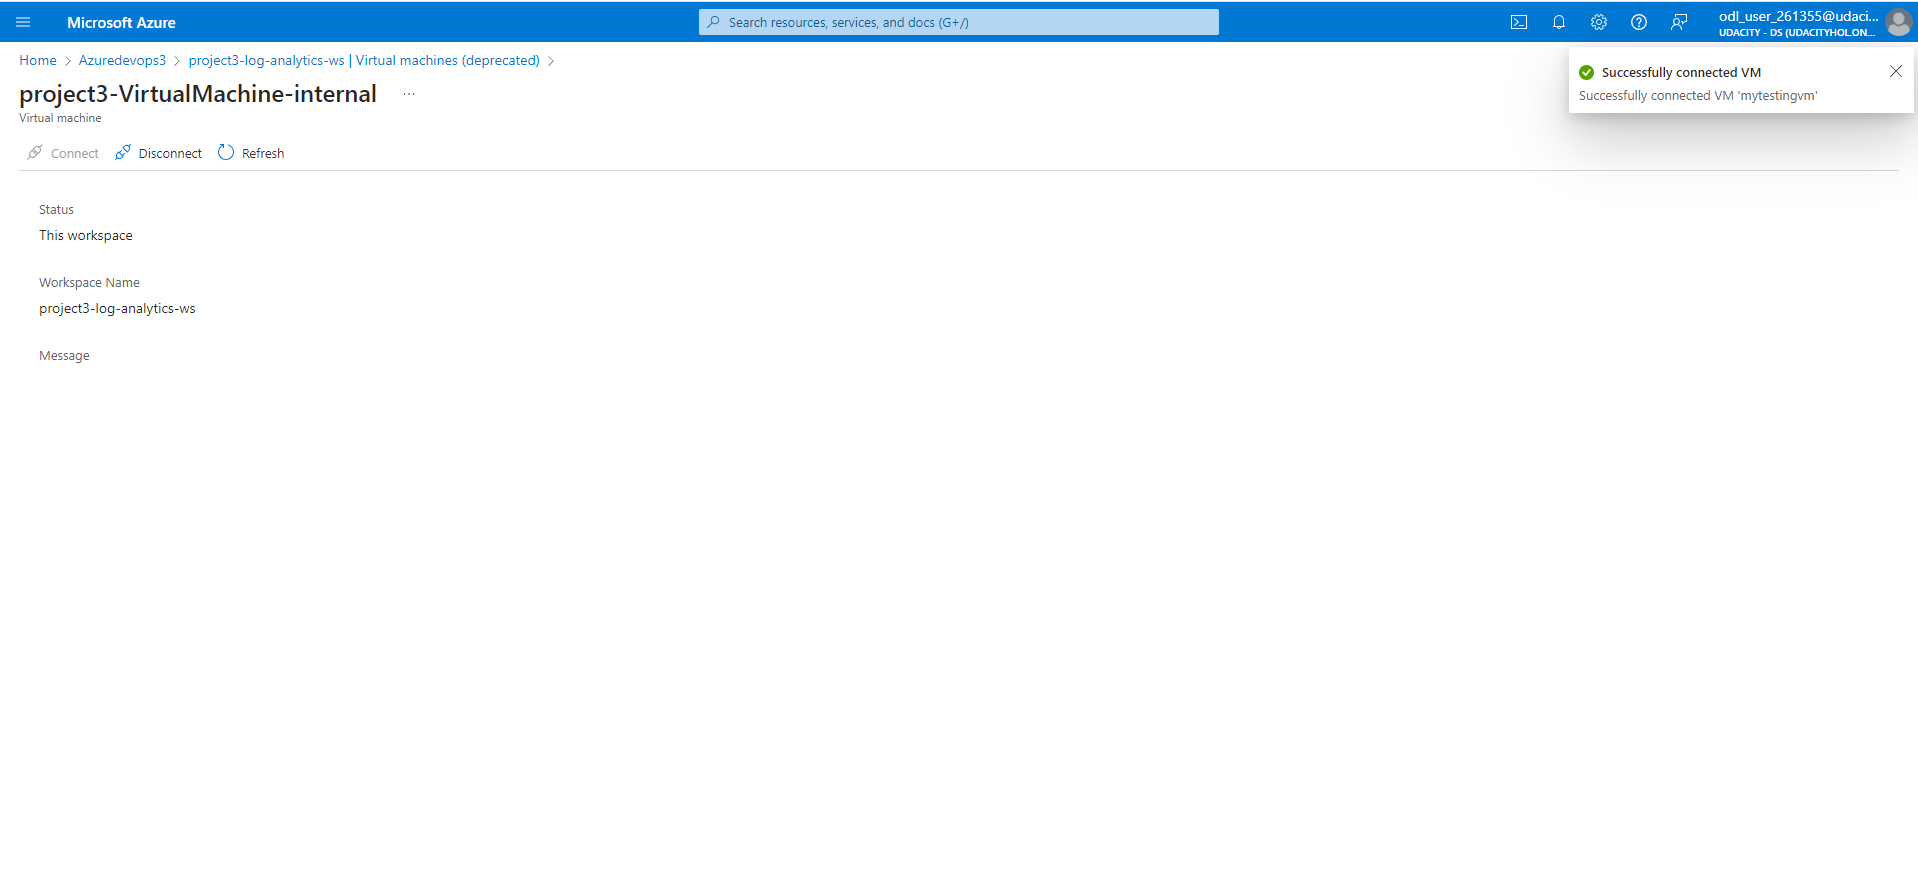 Microsoft Azure
Search resources, services, and docs (G+/)
odl_user_261355@udaci...
UDACITY - DS (UDACITYHOL.ON...
Home > Azuredevops3 > project3-log-analytics-ws | Virtual machines (deprecated) >
project3-VirtualMachine-internal ...
Virtual machine
Successfully connected VM
Successfully connected VM 'mytestingvm'
Connect Disconnect Refresh
Status
This workspace
Workspace Name
project3-log-analytics-ws
Message